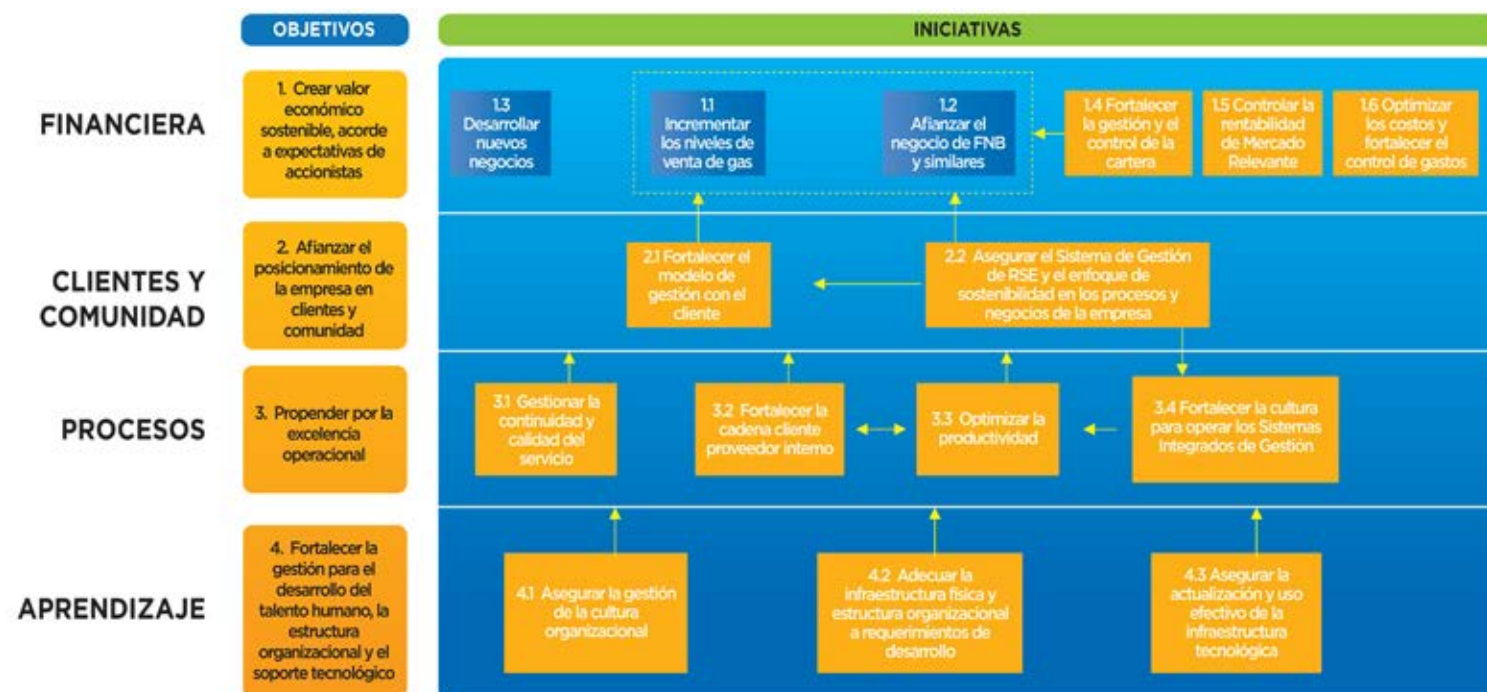 OBJETIVOS
INICIATIVAS
FINANCIERA
1. Crear valor
económico
sostenible, acorde
a expectativas de
accionistas
1.3
Desarrollar
nuevos
negocios
1.1
Incrementar
los niveles de
venta de gas
1.2
Afianzar el
negocio de FNB
y similares
1.4 Fortalecer
la gestión y el
control de la
cartera
1.5 Controlar la
rentabilidad
de Mercado
Relevante
1.6 Optimizar
los costos y
fortalecer el
control de gastos
CLIENTES Y
COMUNIDAD
2. Afianzar el
posicionamiento de
la empresa en
clientes y
comunidad
2.1 Fortalecer el
modelo de
gestión con el
cliente
2.2 Asegurar el Sistema de Gestión
de RSE y el enfoque de
sostenibilidad en los procesos y
negocios de la empresa
PROCESOS
3. Propender por la
excelencia
operacional
3.1 Gestionar la
continuidad y
calidad del
servicio
3.2 Fortalecer la
cadena cliente
proveedor interno
3.3 Optimizar la
productividad
3.4 Fortalecer la cultura
para operar los Sistemas
Integrados de Gestión
APRENDIZAJE
4. Fortalecer la
gestión para el
desarrollo del
talento humano, la
estructura
organizacional y el
soporte tecnológico
4.1 Asegurar la gestión
de la cultura
organizacional
4.2 Adecuar la
infraestructura física y
estructura organizacional
a requerimientos de
desarrollo
4.3 Asegurar la
actualización y uso
efectivo de la
infraestructura
tecnológica